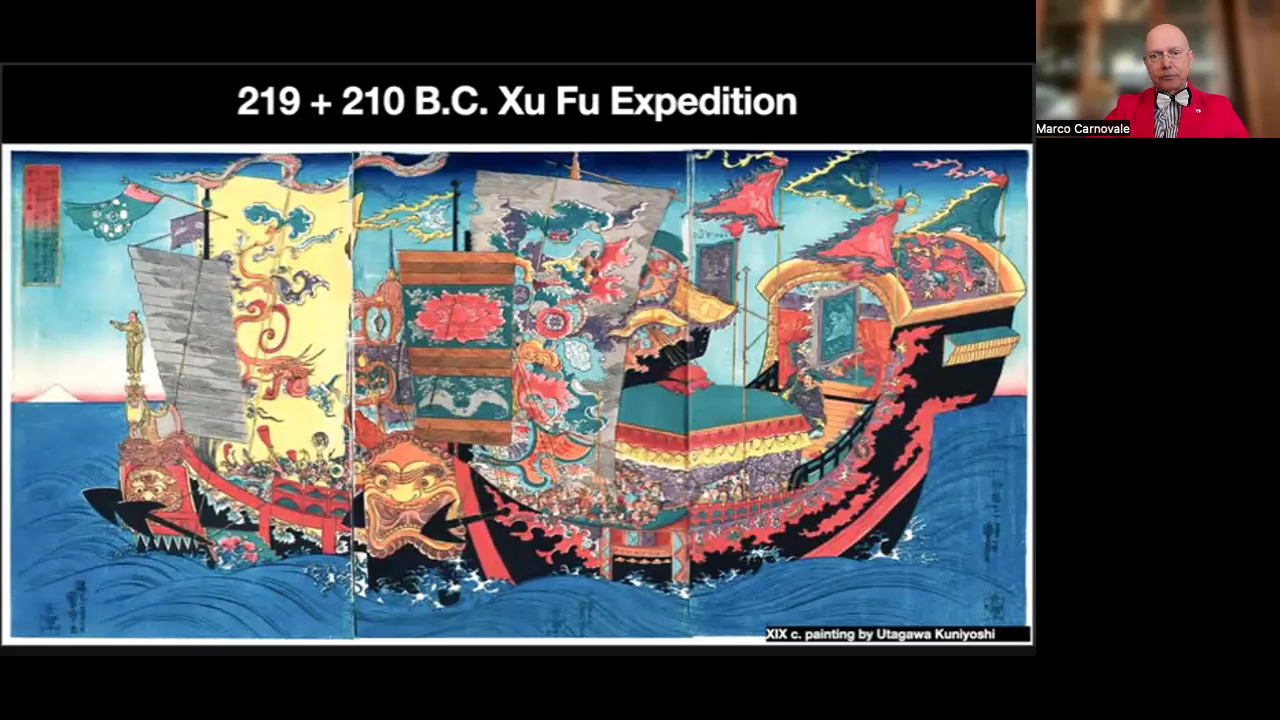 219 + 210 B.C. Xu Fu Expedition
Marco Carnovale
XIX c. painting by Utagawa Kuniyoshi